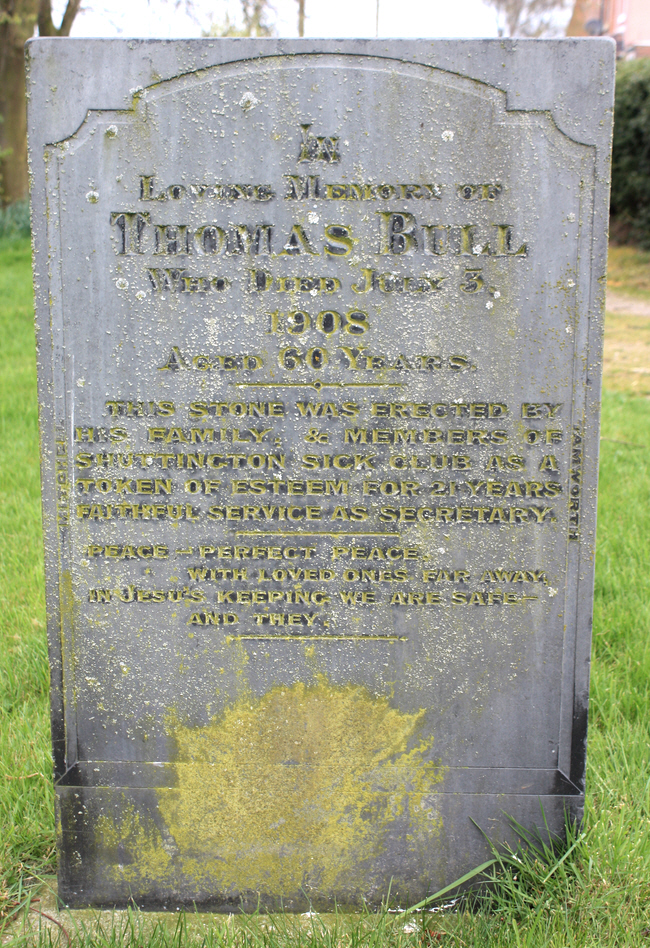 IN
LOVING MEMORY OF
THOMAS BULL
WHO DIED JULY 3,
1908
AGED 60 YEARS.
THIS STONE WAS ERECTED BY
HIS FAMILY, & MEMBERS OF
SHUTTINGTON SICK CLUB AS A
TOKEN OF ESTEEM FOR 21 YEARS
FAITHFUL SERVICE AS SECRETARY.
PEACE – PERFECT PEACE
WITH LOVED ONES FAR AWAY,
IN JESU'S KEEPING WE ARE SAFE –
AND THEY.
TAMWORTH